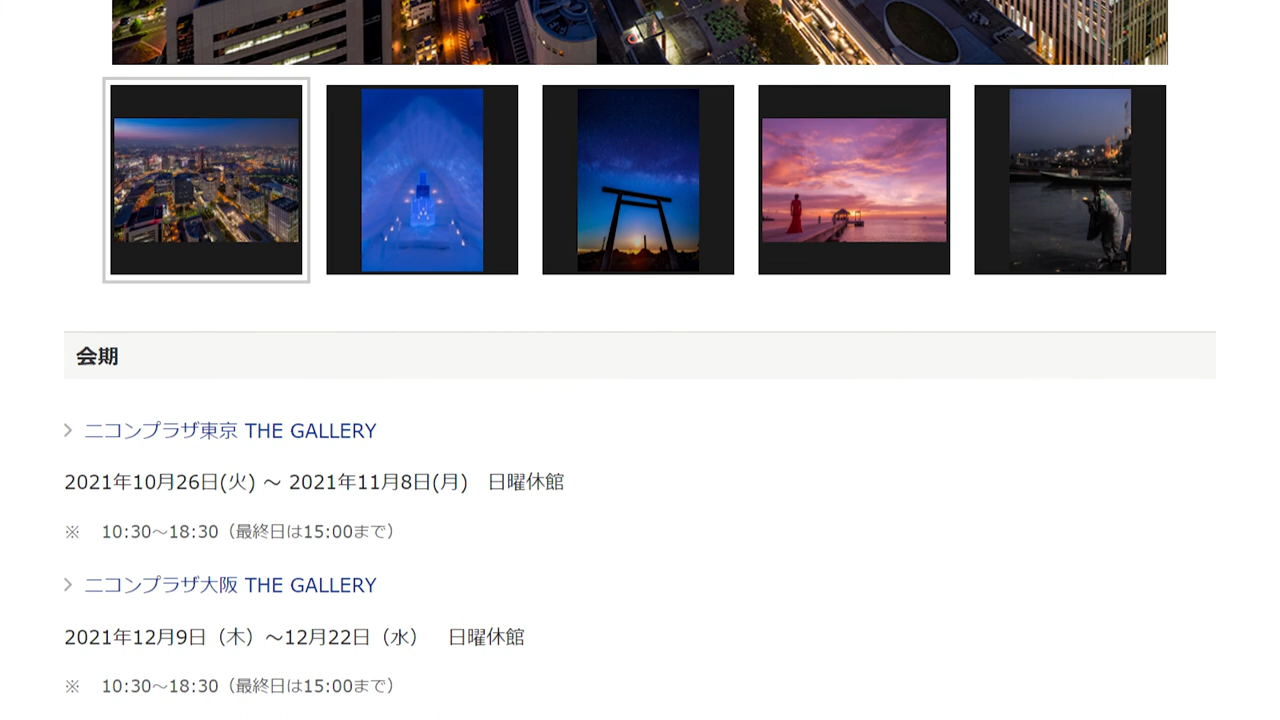 会期
ニコンプラザ東京 THE GALLERY
2021年10月26日(火) ～ 2021年11月8日(月)　日曜休館
※　10:30～18:30（最終日は15:00まで）
ニコンプラザ大阪 THE GALLERY
2021年12月9日（木）～12月22日（水）　日曜休館
※　10:30～18:30（最終日は15:00まで）